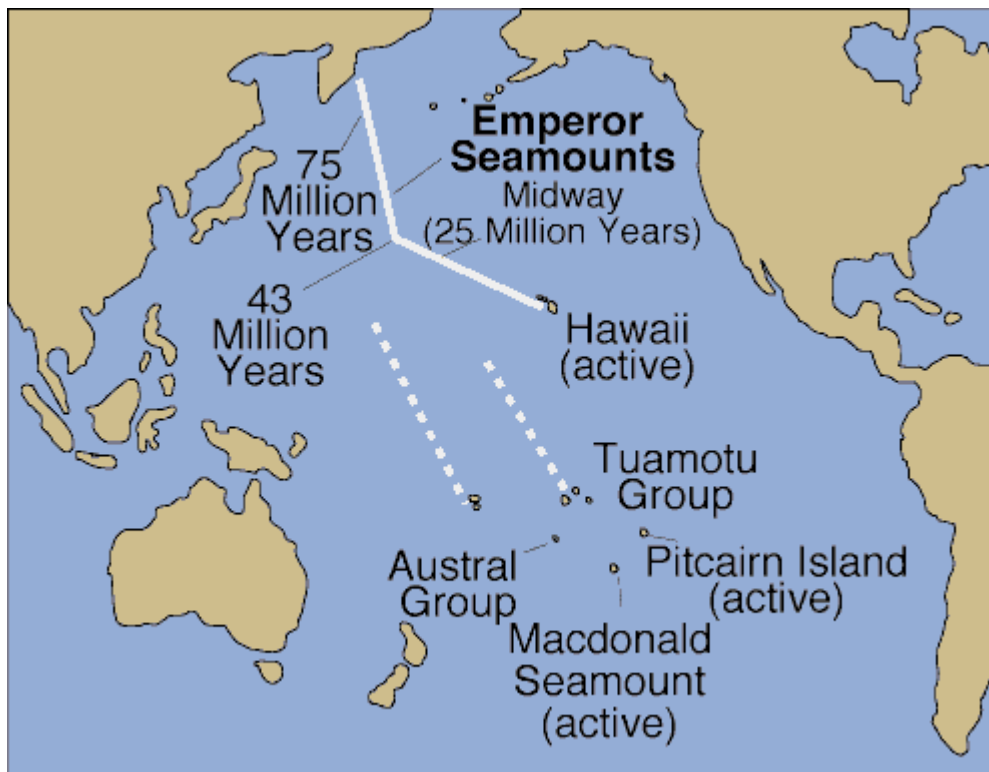 Emperor
Seamounts
Midway
(25 Million Years)
75
Million
Years
43
Million
Years
Hawaii
(active)
Tuamotu
Group
Austral
Group
Pitcairn Island
(active)
Macdonald
Seamount
(active)